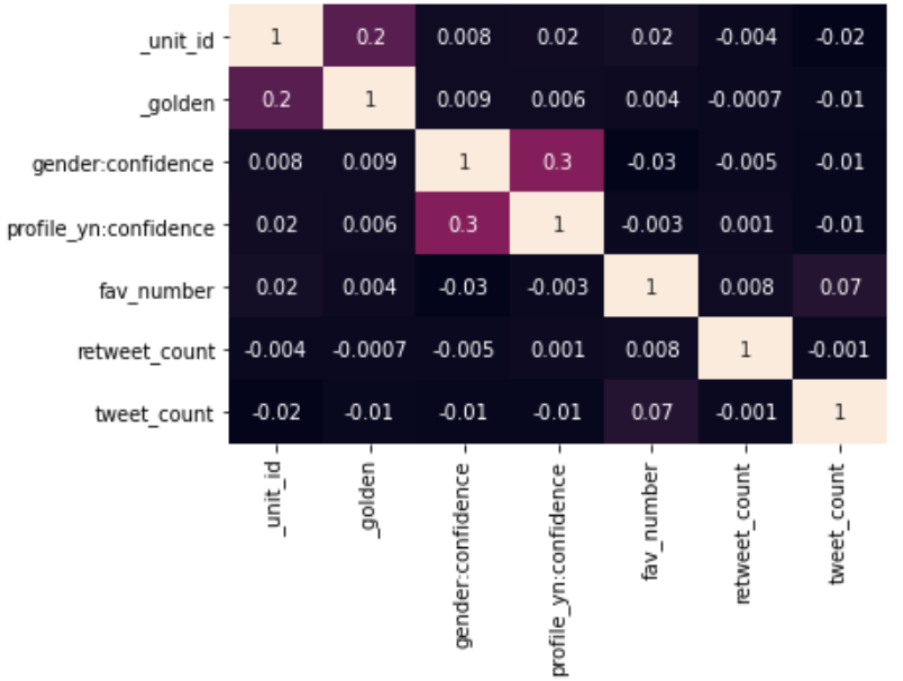 _unit_id 1 0.2 0.008 0.02 0.02 -0.004 -0.02
_golden 0.2 1 0.009 0.006 0.004 -0.0007 -0.01
gender:confidence 0.008 0.009 1 0.3 -0.03 -0.005 -0.01
profile_yn:confidence 0.02 0.006 0.3 1 -0.003 0.001 -0.01
fav_number 0.02 0.004 -0.03 -0.003 1 0.008 0.07
retweet_count -0.004 -0.0007 -0.005 0.001 0.008 1 -0.001
tweet_count -0.02 -0.01 -0.01 -0.01 0.07 -0.001 1
_unit_id
_golden
gender:confidence
profile_yn:confidence
fav_number
retweet_count
tweet_count